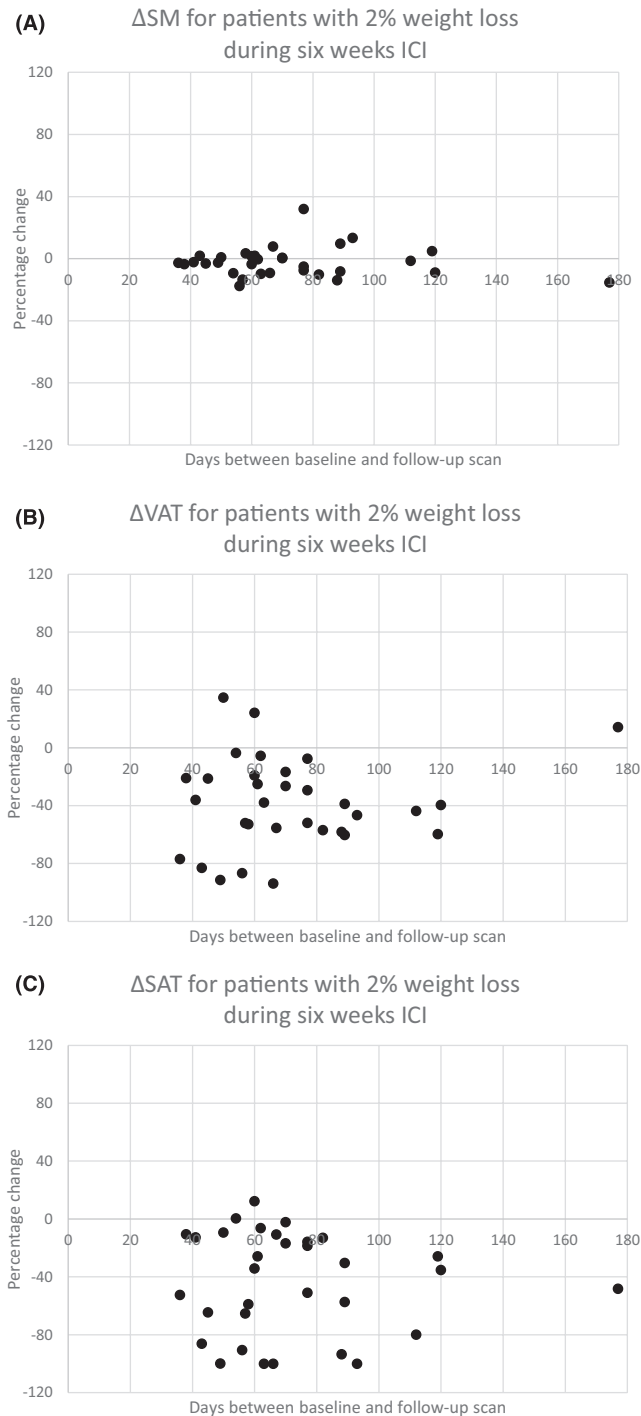 (A)
ΔSM for patients with 2% weight loss
during six weeks ICI
120
80
40
0
-40
-80
-120
0 20 40 60 80 100 120 140 160 180
Percentage change
Days between baseline and follow-up scan
(B)
ΔVAT for patients with 2% weight loss
during six weeks ICI
120
80
40
0
-40
-80
-120
0 20 40 60 80 100 120 140 160 180
Percentage change
Days between baseline and follow-up scan
(C)
ΔSAT for patients with 2% weight loss
during six weeks ICI
120
80
40
0
-40
-80
-120
0 20 40 60 80 100 120 140 160 180
Percentage change
Days between baseline and follow-up scan